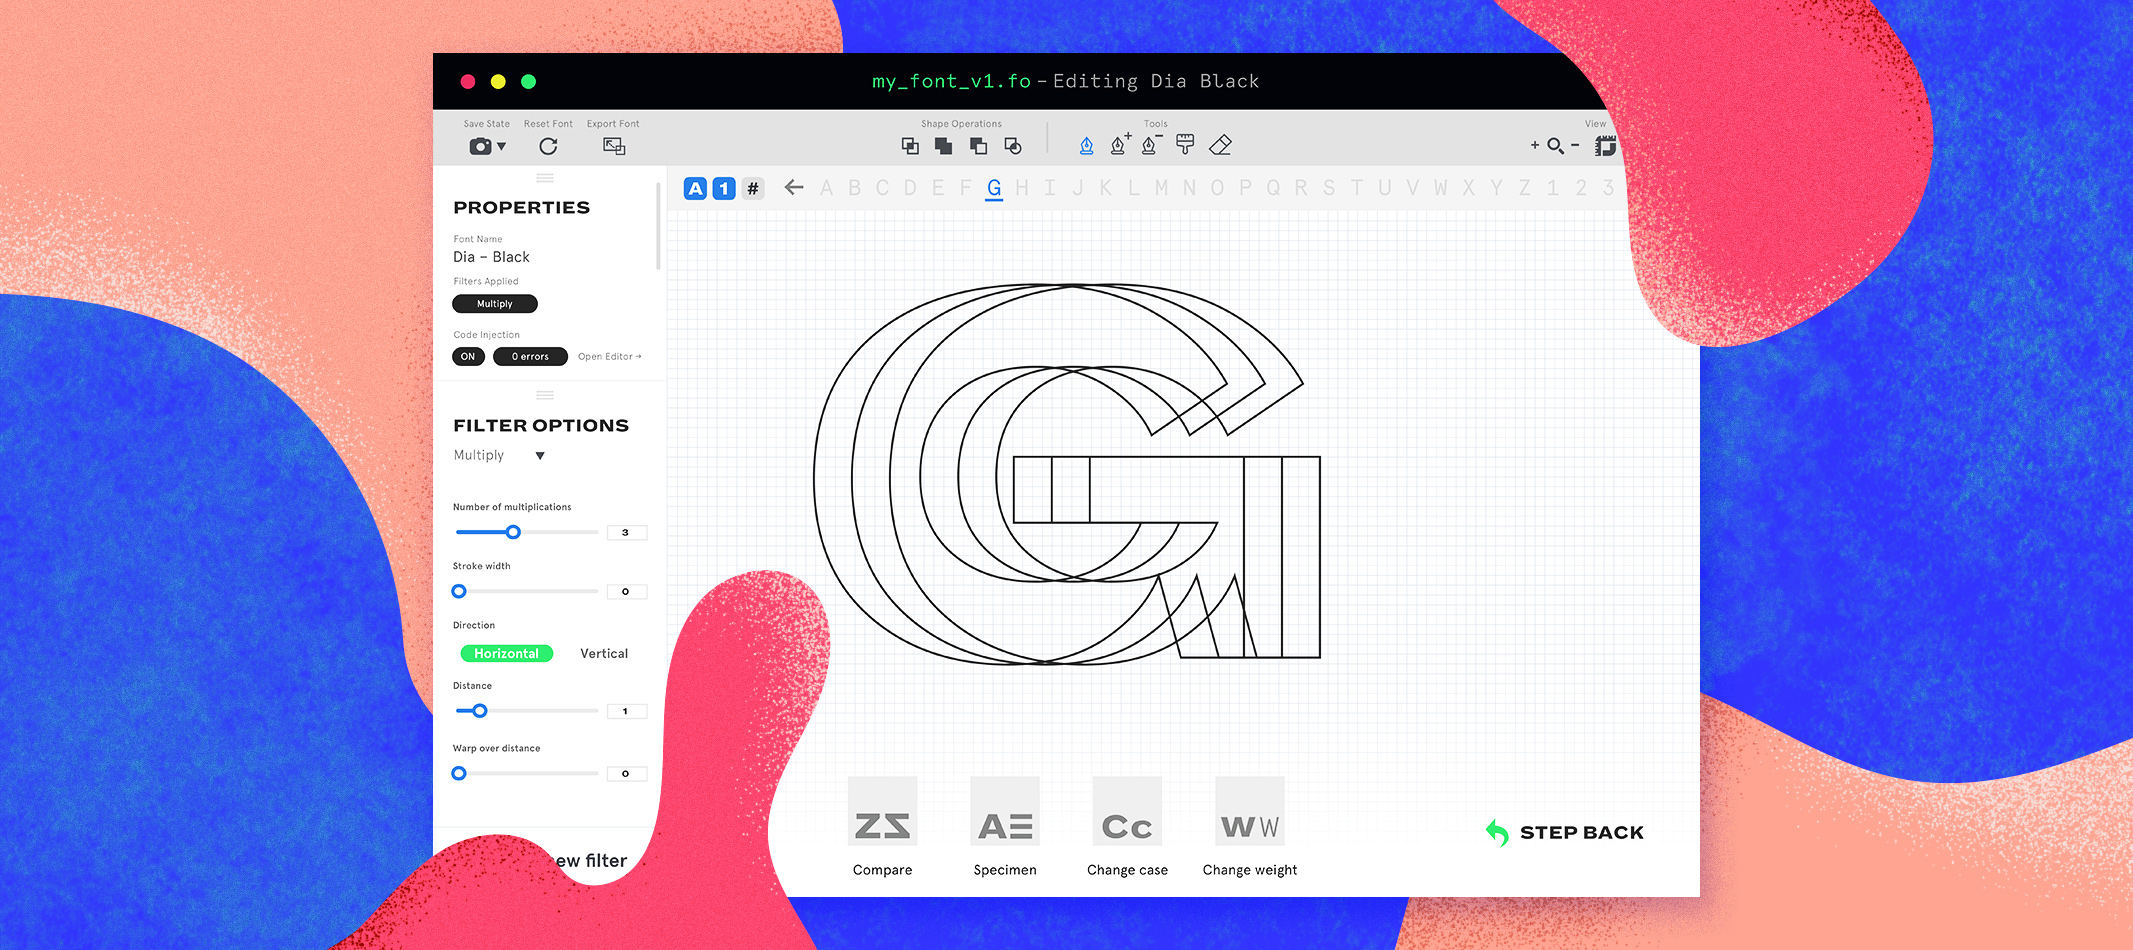 my_font_v1.fo – Editing Dia Black
Save State
Reset Font
Export Font
Shape Operations
Tools
View
A 1 #
A B C D E F G H I J K L M N O P Q R S T U V W X Y Z 1 2 3
PROPERTIES
Font Name
Dia – Black
Filters Applied
Multiply
Code Injection
ON
0 errors
Open Editor →
FILTER OPTIONS
Multiply
Number of multiplications
3
Stroke width
0
Direction
Horizontal
Vertical
Distance
1
Warp over distance
0
ew filter
G
Cc
Ww
Compare
Specimen
Change case
Change weight
STEP BACK